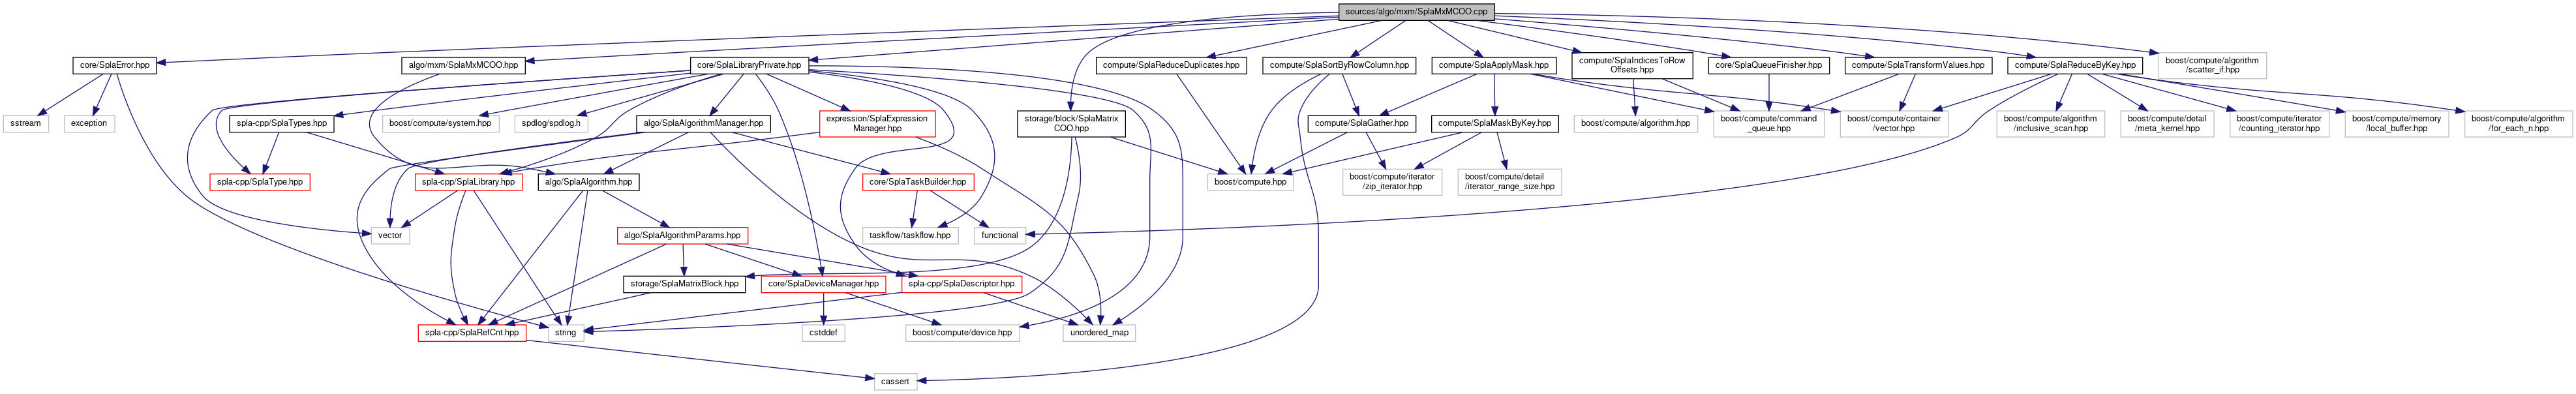 sources/algo/mxm/SplaMxMCOO.cpp
core/SplaError.hpp
algo/mxm/SplaMxMCOO.hpp
core/SplaLibraryPrivate.hpp
compute/SplaReduceDuplicates.hpp
compute/SplaSortByRowColumn.hpp
compute/SplaApplyMask.hpp
compute/SplaIndicesToRow
Offsets.hpp
core/SplaQueueFinisher.hpp
compute/SplaTransformValues.hpp
compute/SplaReduceByKey.hpp
boost/compute/algorithm
/scatter_if.hpp
sstream
exception
spla-cpp/SplaTypes.hpp
boost/compute/system.hpp
spdlog/spdlog.h
algo/SplaAlgorithmManager.hpp
expression/SplaExpression
Manager.hpp
storage/block/SplaMatrix
COO.hpp
compute/SplaGather.hpp
compute/SplaMaskByKey.hpp
boost/compute/algorithm.hpp
boost/compute/command
_queue.hpp
boost/compute/container
/vector.hpp
boost/compute/algorithm
/inclusive_scan.hpp
boost/compute/detail
/meta_kernel.hpp
boost/compute/iterator
/counting_iterator.hpp
boost/compute/memory
/local_buffer.hpp
boost/compute/algorithm
/for_each_n.hpp
spla-cpp/SplaType.hpp
spla-cpp/SplaLibrary.hpp
algo/SplaAlgorithm.hpp
core/SplaTaskBuilder.hpp
boost/compute.hpp
boost/compute/iterator
/zip_iterator.hpp
boost/compute/detail
/iterator_range_size.hpp
vector
algo/SplaAlgorithmParams.hpp
taskflow/taskflow.hpp
functional
storage/SplaMatrixBlock.hpp
core/SplaDeviceManager.hpp
spla-cpp/SplaDescriptor.hpp
spla-cpp/SplaRefCnt.hpp
string
cstddef
boost/compute/device.hpp
unordered_map
cassert